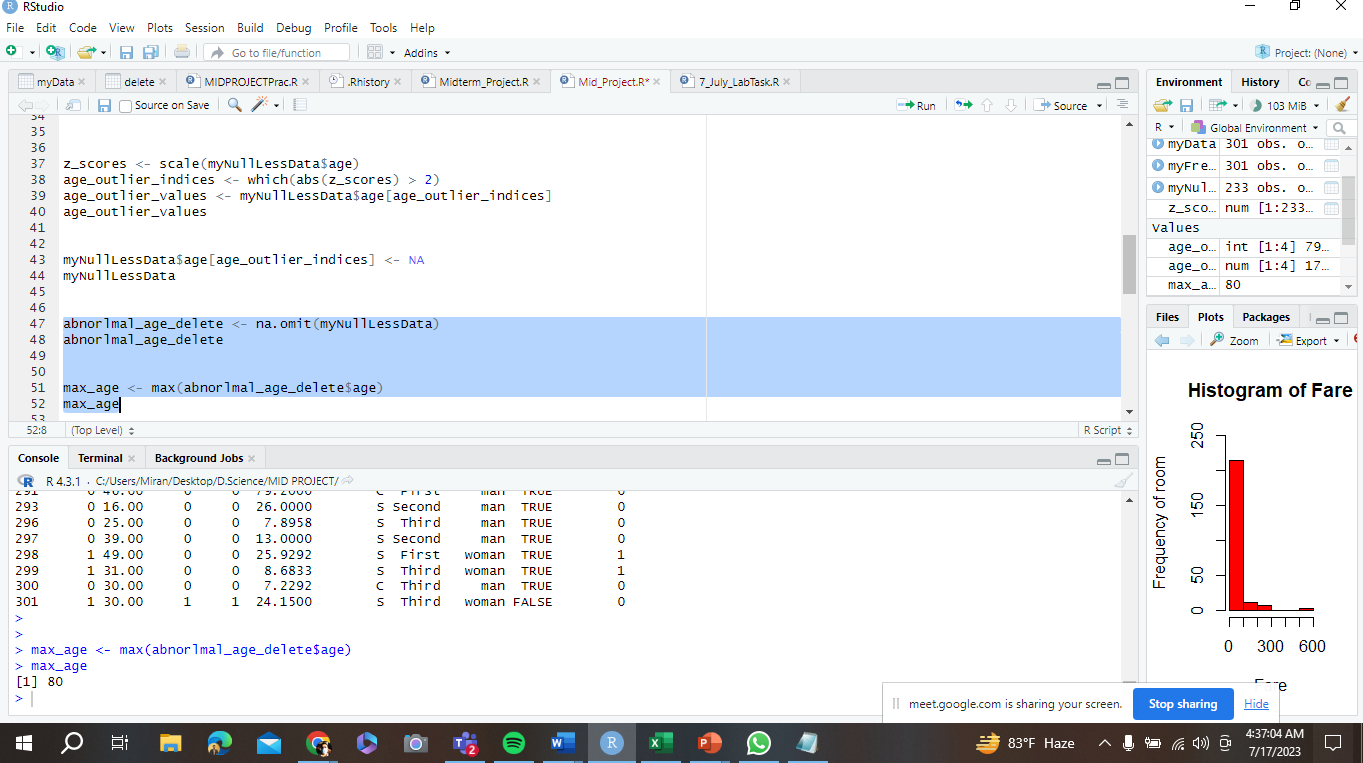 RStudio
File Edit Code View Plots Session Build Debug Profile Tools Help
Go to file/function Addins Project: (None)
myData delete MIDPROJECTPrac.R .Rhistory Midterm_Project.R Mid_Project.R* 7_July_LabTask.R
Source on Save Run Source
34
35
36
37 z_scores <- scale(myNullLessData$age)
38 age_outlier_indices <- which(abs(z_scores) > 2)
39 age_outlier_values <- myNullLessData$age[age_outlier_indices]
40 age_outlier_values
41
42
43 myNullLessData$age[age_outlier_indices] <- NA
44 myNullLessData
45
46
47 abnorlmal_age_delete <- na.omit(myNullLessData)
48 abnorlmal_age_delete
49
50
51 max_age <- max(abnorlmal_age_delete$age)
52 max_age
53
52:8 (Top Level) R Script
Console Terminal Background Jobs
R 4.3.1 · C:/Users/Miran/Desktop/D.Science/MID PROJECT/
291 0 40.00 0 0 79.2000 C First man TRUE 0
293 0 16.00 0 0 26.0000 S Second man TRUE 0
296 0 25.00 0 0 7.8958 S Third man TRUE 0
297 0 39.00 0 0 13.0000 S Second man TRUE 0
298 1 49.00 0 0 25.9292 S First woman TRUE 1
299 1 31.00 0 0 8.6833 S Third woman TRUE 1
300 0 30.00 0 0 7.2292 C Third man TRUE 0
301 1 30.00 1 1 24.1500 S Third woman FALSE 0
>
>
> max_age <- max(abnorlmal_age_delete$age)
> max_age
[1] 80
>
Environment History Co
103 MiB
R Global Environment
myData 301 obs. o…
myFre… 301 obs. o…
myNul… 233 obs. o…
z_sco… num [1:233…
Values
age_o… int [1:4] 79…
age_o… num [1:4] 17…
max_a… 80
Files Plots Packages
Zoom Export
Histogram of Fare
Frequency of room
0 50 150 250
0 300 600
Fare
meet.google.com is sharing your screen. Stop sharing Hide
2
83°F Haze
4:37:04 AM
7/17/2023